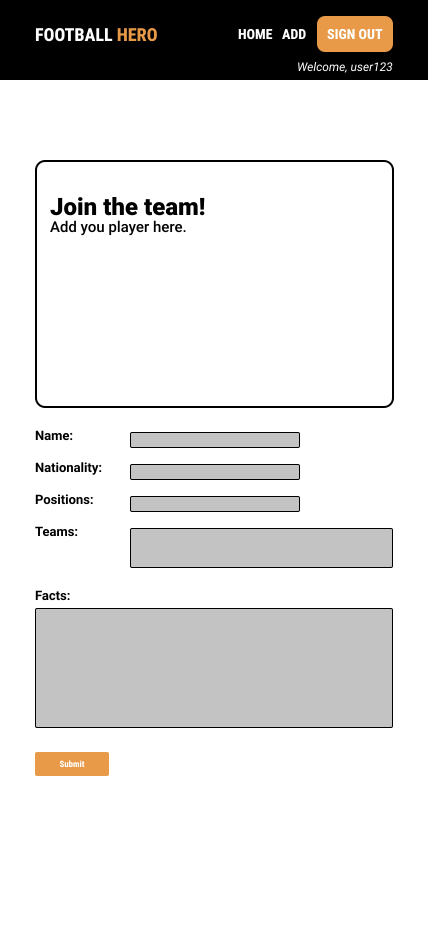 FOOTBALL HERO HOME ADD SIGN OUT
Welcome, user123
Join the team!
Add you player here.
Name:
Nationality:
Positions:
Teams:
Facts:
Submit